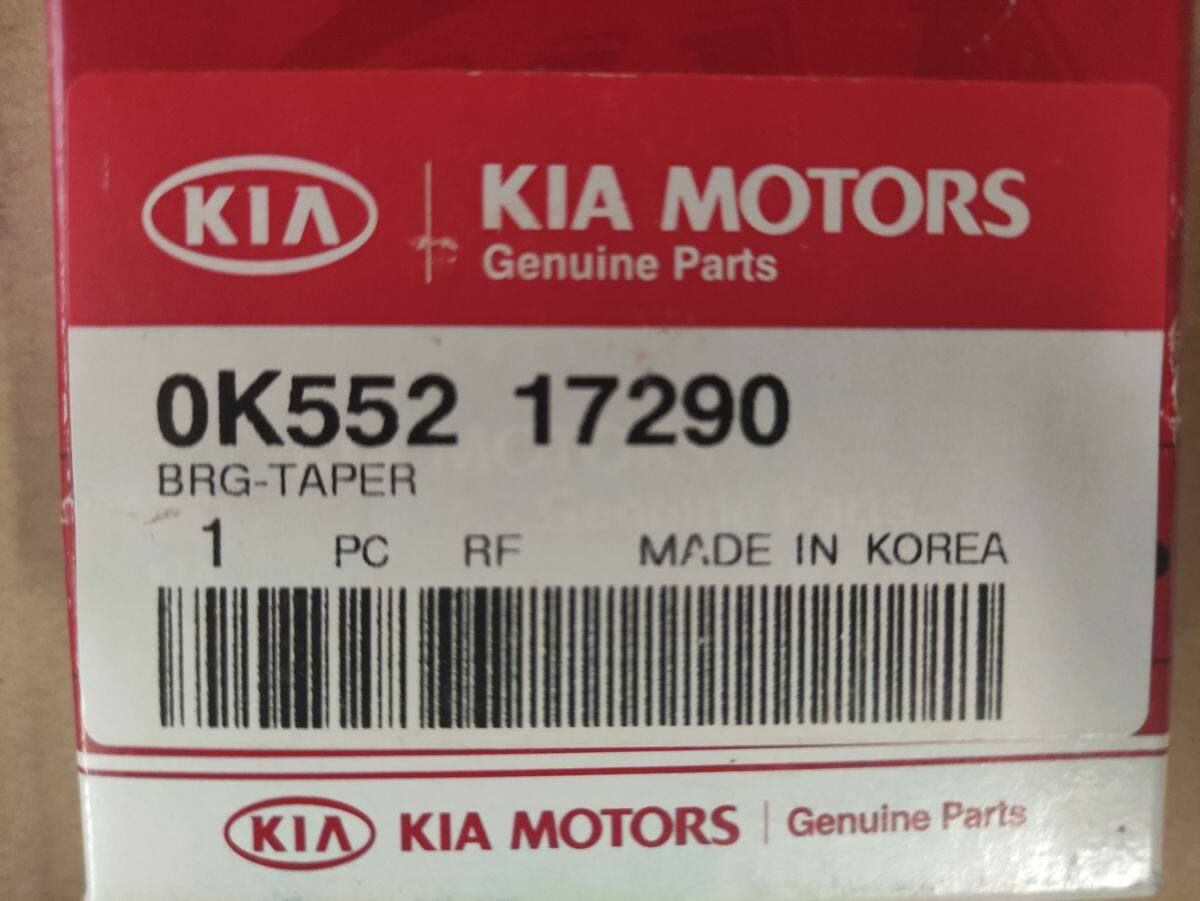 KIA
KIA MOTORS
Genuine Parts
0K552 17290
BRG-TAPER
1 PC RF MADE IN KOREA
KIA KIA MOTORS Genuine Parts